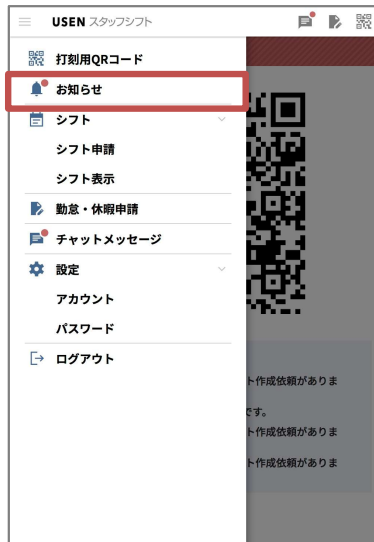 USEN スタッフシフト
打刻用QRコード
お知らせ
シフト
シフト申請
シフト表示
勤怠・休暇申請
チャットメッセージ
設定
アカウント
パスワード
ログアウト
ト作成依頼がありま
です。
ト作成依頼がありま
ト作成依頼がありま